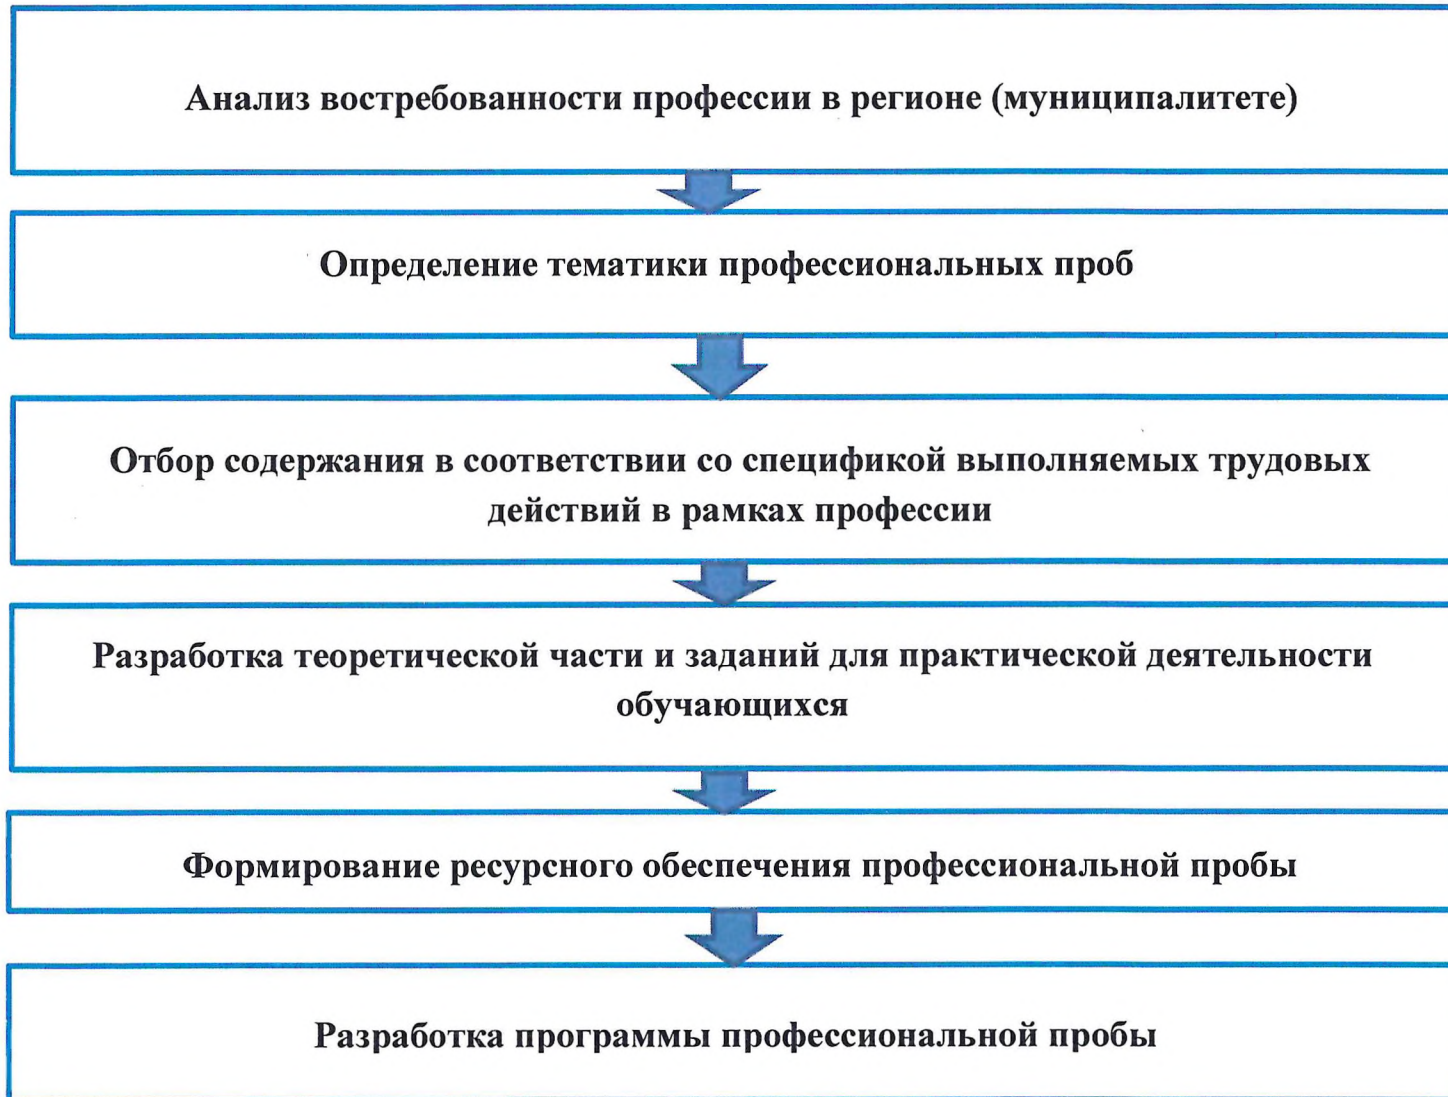 Анализ востребованности профессии в регионе (муниципалитете)
Определение тематики профессиональных проб
Отбор содержания в соответствии со спецификой выполняемых трудовых
действий в рамках профессии
Разработка теоретической части и заданий для практической деятельности
обучающихся
Формирование ресурсного обеспечения профессиональной пробы
Разработка программы профессиональной пробы